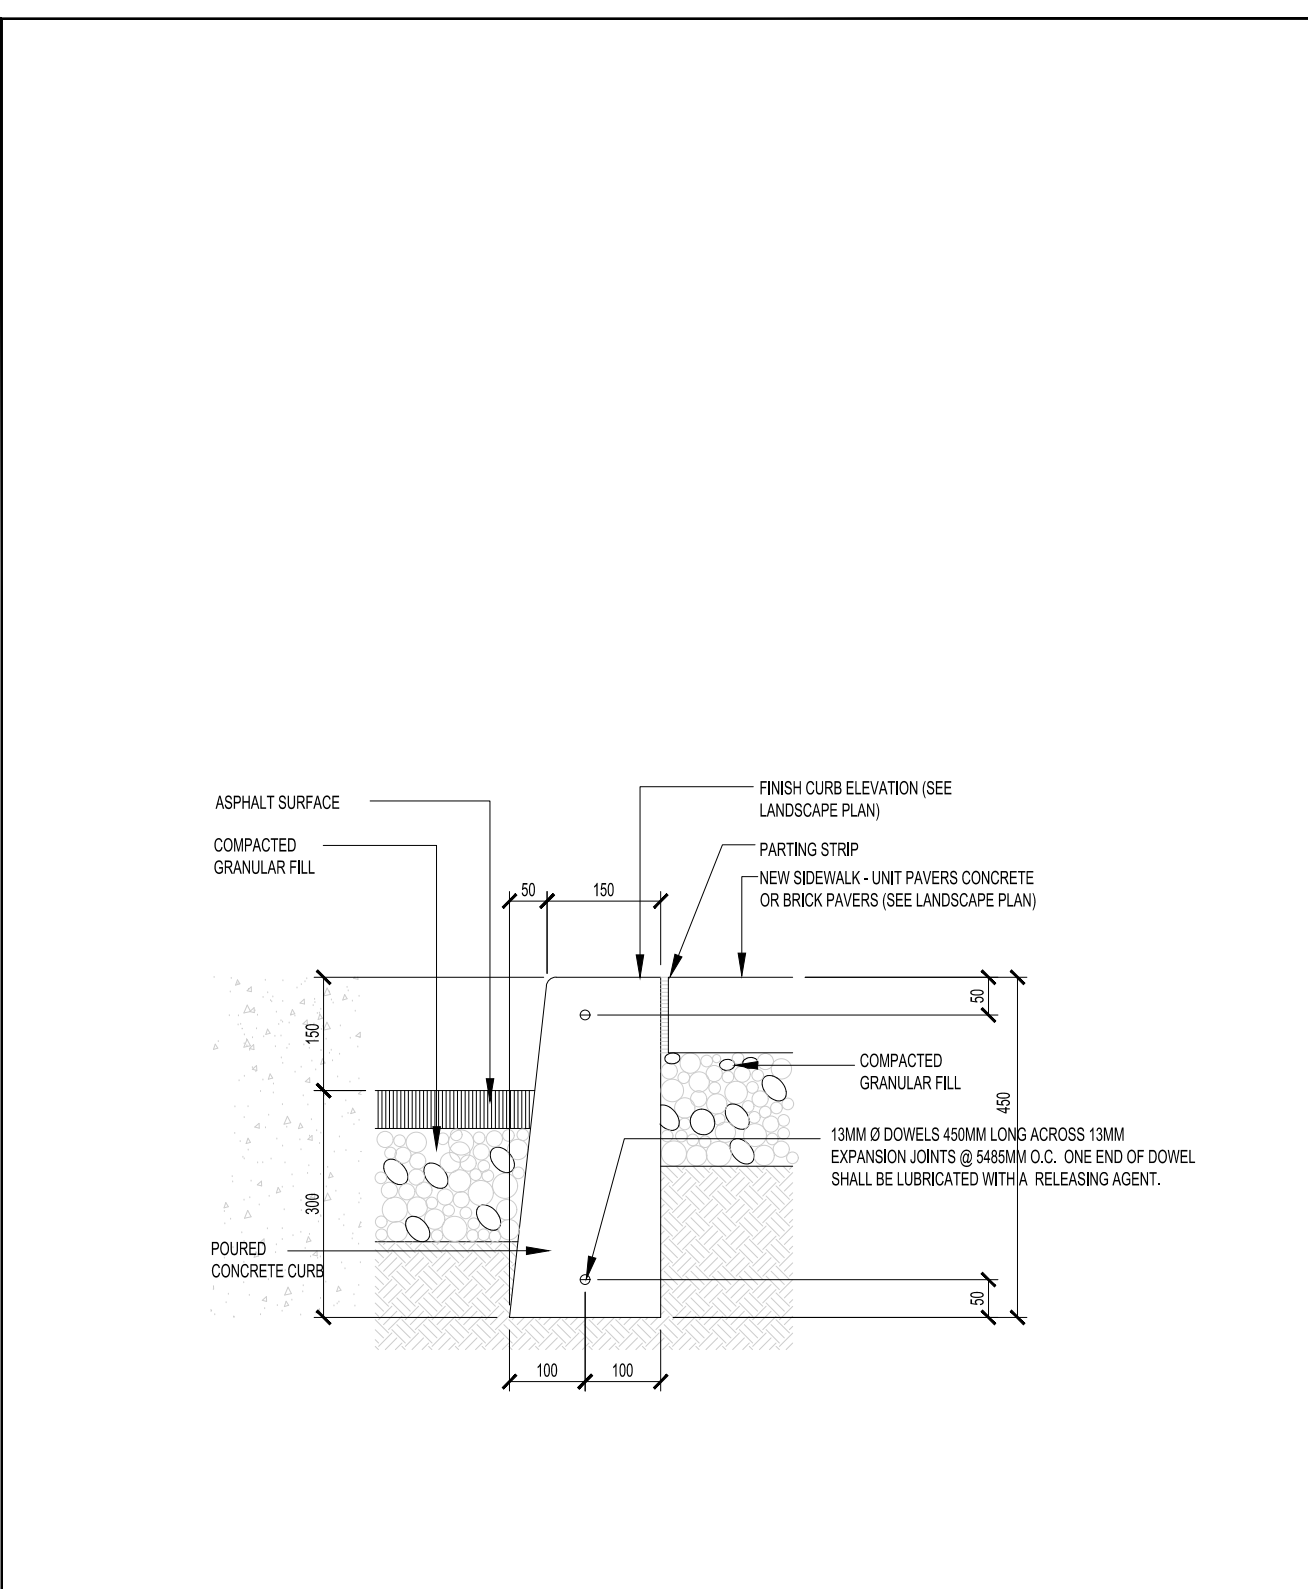 ASPHALT SURFACE
COMPACTED
GRANULAR FILL
FINISH CURB ELEVATION (SEE
LANDSCAPE PLAN)
PARTING STRIP
NEW SIDEWALK - UNIT PAVERS CONCRETE
OR BRICK PAVERS (SEE LANDSCAPE PLAN)
50
150
150
50
COMPACTED
GRANULAR FILL
450
13MM Ø DOWELS 450MM LONG ACROSS 13MM
EXPANSION JOINTS @ 5485MM O.C. ONE END OF DOWEL
SHALL BE LUBRICATED WITH A RELEASING AGENT.
300
POURED
CONCRETE CURB
50
100
100